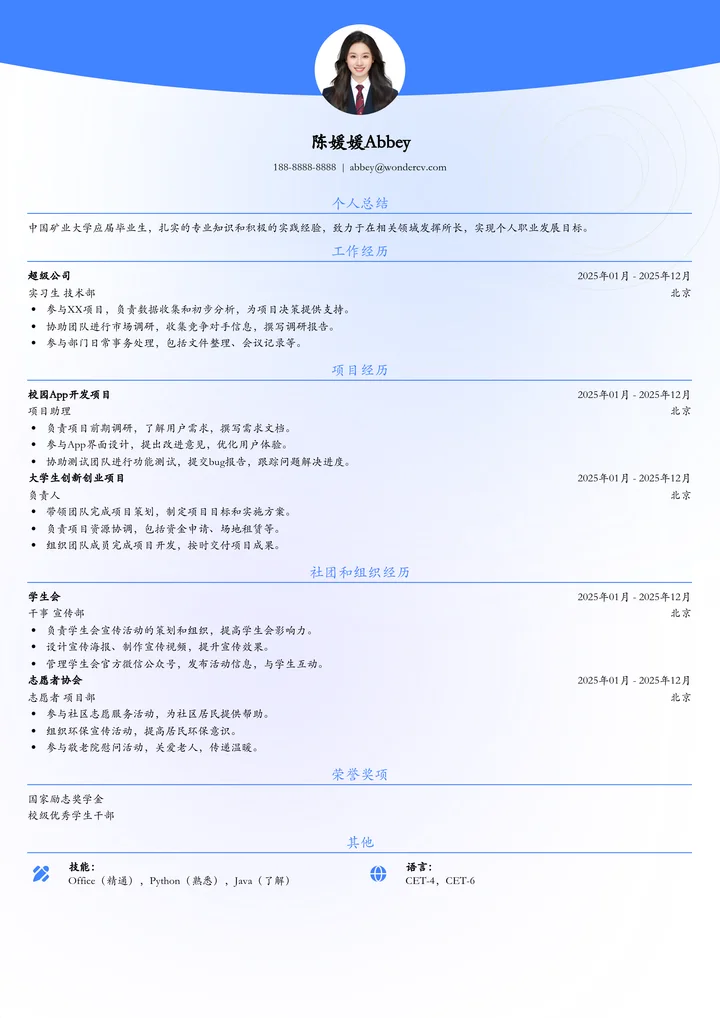 陈媛媛Abbey
188-8888-8888 | abbey@wondercv.com
个人总结
中国矿业大学应届毕业生，扎实的专业知识和积极的实践经验，致力于在相关领域发挥所长，实现个人职业发展目标。
工作经历
超级公司 2025年01月 - 2025年12月
实习生 技术部 北京
• 参与XX项目，负责数据收集和初步分析，为项目决策提供支持。
• 协助团队进行市场调研，收集竞争对手信息，撰写调研报告。
• 参与部门日常事务处理，包括文件整理、会议记录等。
项目经历
校园App开发项目 2025年01月 - 2025年12月
项目助理 北京
• 负责项目前期调研，了解用户需求，撰写需求文档。
• 参与App界面设计，提出改进意见，优化用户体验。
• 协助测试团队进行功能测试，提交bug报告，跟踪问题解决进度。
大学生创新创业项目 2025年01月 - 2025年12月
负责人 北京
• 带领团队完成项目策划，制定项目目标和实施方案。
• 负责项目资源协调，包括资金申请、场地租赁等。
• 组织团队成员完成项目开发，按时交付项目成果。
社团和组织经历
学生会 2025年01月 - 2025年12月
干事 宣传部 北京
• 负责学生会宣传活动的策划和组织，提高学生会影响力。
• 设计宣传海报、制作宣传视频，提升宣传效果。
• 管理学生会官方微信公众号，发布活动信息，与学生互动。
志愿者协会 2025年01月 - 2025年12月
志愿者 项目部 北京
• 参与社区志愿服务活动，为社区居民提供帮助。
• 组织环保宣传活动，提高居民环保意识。
• 参与敬老院慰问活动，关爱老人，传递温暖。
荣誉奖项
国家励志奖学金
校级优秀学生干部
其他
技能： 语言：
Office（精通）, Python（熟悉）, Java（了解） CET-4，CET-6